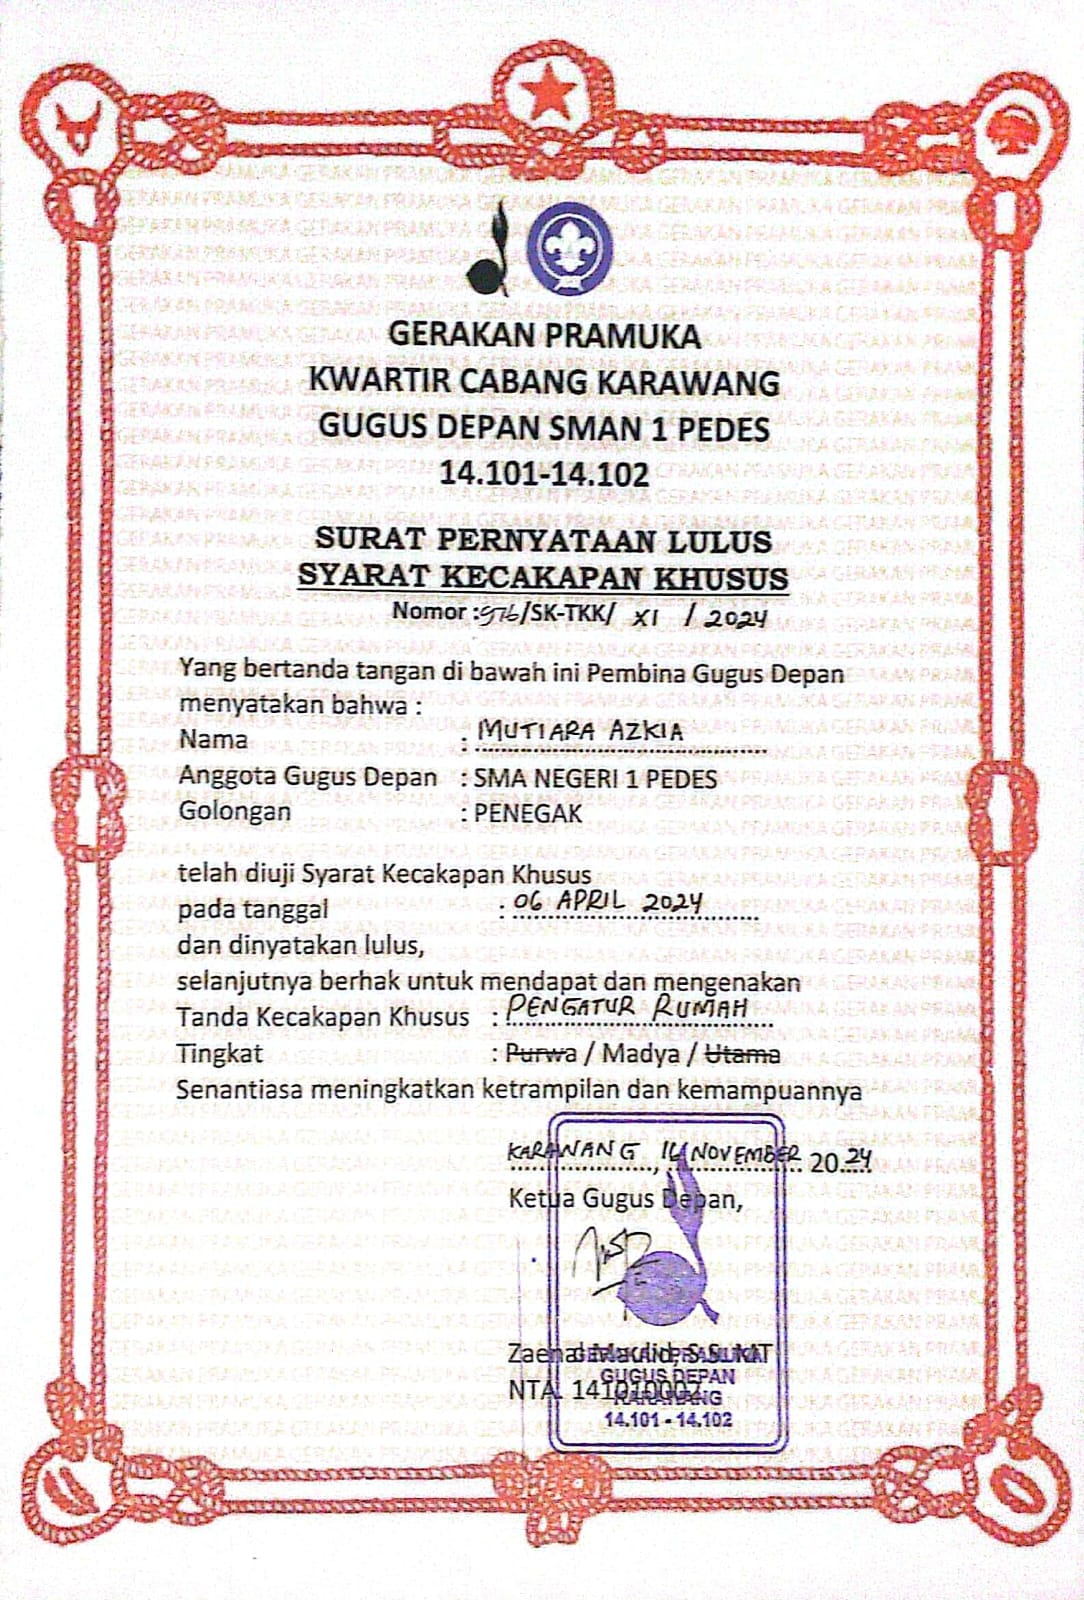 GERAKAN PRAMUKA
KWARTIR CABANG KARAWANG
GUGUS DEPAN SMAN 1 PEDES
14.101-14.102
SURAT PERNYATAAN LULUS
SYARAT KECAKAPAN KHUSUS
Nomor : /SK-TKK/ XI / 2024
Yang bertanda tangan di bawah ini Pembina Gugus Depan
menyatakan bahwa :
Nama : MUTIARA AZKIA
Anggota Gugus Depan : SMA NEGERI 1 PEDES
Golongan : PENEGAK
telah diuji Syarat Kecakapan Khusus
pada tanggal : 06 APRIL 2024
dan dinyatakan lulus,
selanjutnya berhak untuk mendapat dan mengenakan
Tanda Kecakapan Khusus : PENGATUR RUMAH
Tingkat : Purwa / Madya / Utama
Senantiasa meningkatkan ketrampilan dan kemampuannya
KARAWANG, NOVEMBER 2024
Ketua Gugus Depan,
Zaenal Maulid, S.S. MT
NTA.
GERAKAN PRAMUKA
GUGUS DEPAN
KARAWANG
14.101 - 14.102